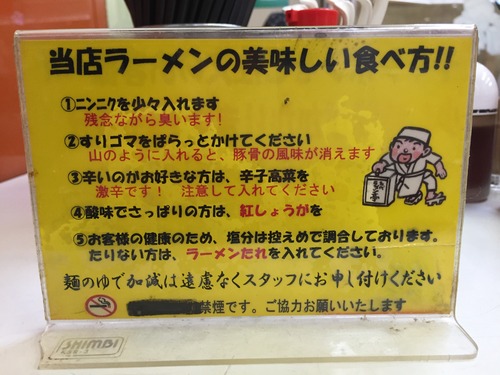 当店ラーメンの美味しい食べ方!!
①ニンニクを少々入れます
残念ながら臭います!
②すりゴマをぱらっとかけてください
山のように入れると、豚骨の風味が消えます
③辛いのがお好きな方は、辛子高菜を
激辛です! 注意して入れてください
④酸味でさっぱりの方は、紅しょうがを
⑤お客様の健康のため、塩分は控えめで調合しております。
たりない方は、ラーメンたれを入れてください。
麺のゆで加減は遠慮なくスタッフにお申し付けください
禁煙です。ご協力お願いいたします
SHIMBI